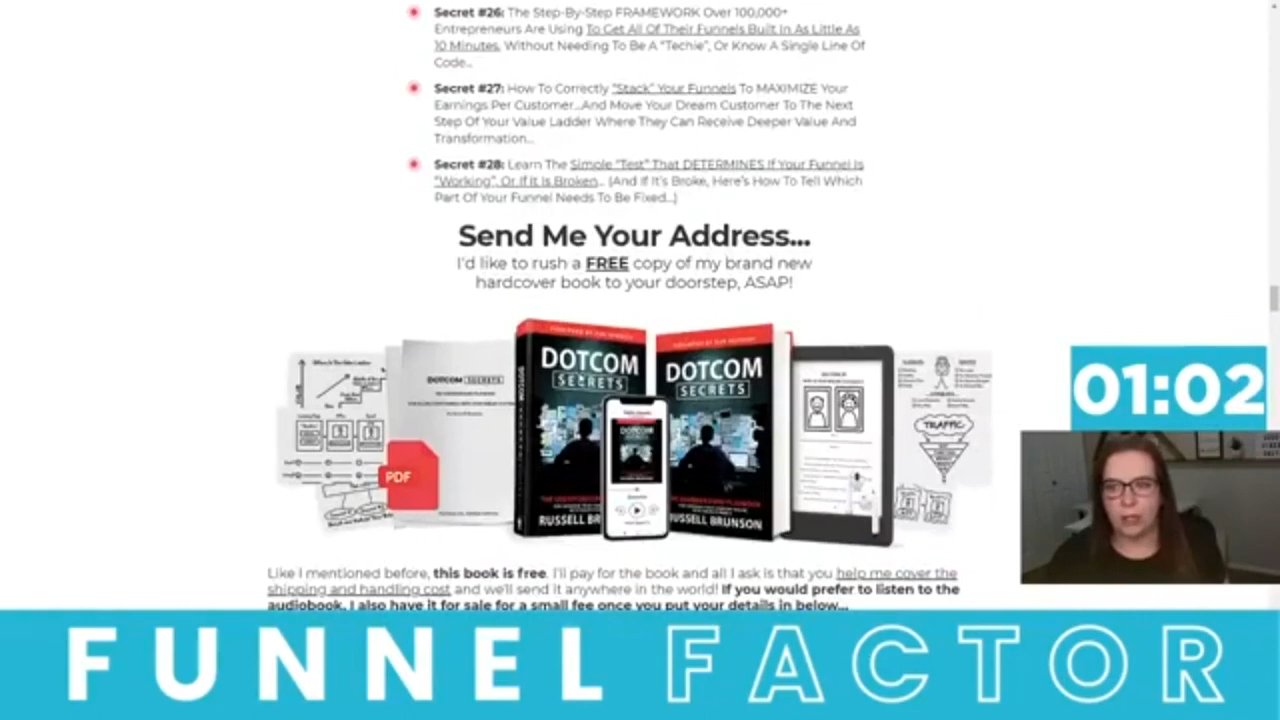 Secret #26: The Step-By-Step FRAMEWORK Over 100,000+
Entrepreneurs Are Using To Get All Of Their Funnels Built In As Little As
10 Minutes, Without Needing To Be A "Techie", Or Know A Single Line Of
Code...
Secret #27: How To Correctly "Stack" Your Funnels To MAXIMIZE Your
Earnings Per Customer...And Move Your Dream Customer To The Next
Step Of Your Value Ladder Where They Can Receive Deeper Value And
Transformation...
Secret #28: Learn The Simple "Test" That DETERMINES If Your Funnel Is
"Working", Or If It Is Broken... (And If It's Broke, Here's How To Tell Which
Part Of Your Funnel Needs To Be Fixed...)
Send Me Your Address...
I'd like to rush a FREE copy of my brand new
hardcover book to your doorstep, ASAP!
DOTCOM
SECRETS
DOTCOM
SECRETS
DOTCOM SECRETS
TRAFFIC
PDF
RUSSELL BR
RUSSELL BRUNSON
01:02
Like I mentioned before, this book is free. I'll pay for the book and all I ask is that you help me cover the
shipping and handling cost and we'll send it anywhere in the world! If you would prefer to listen to the
audiobook, I also have it for sale for a small fee once you put your details in below...
FUNNEL FACTOR